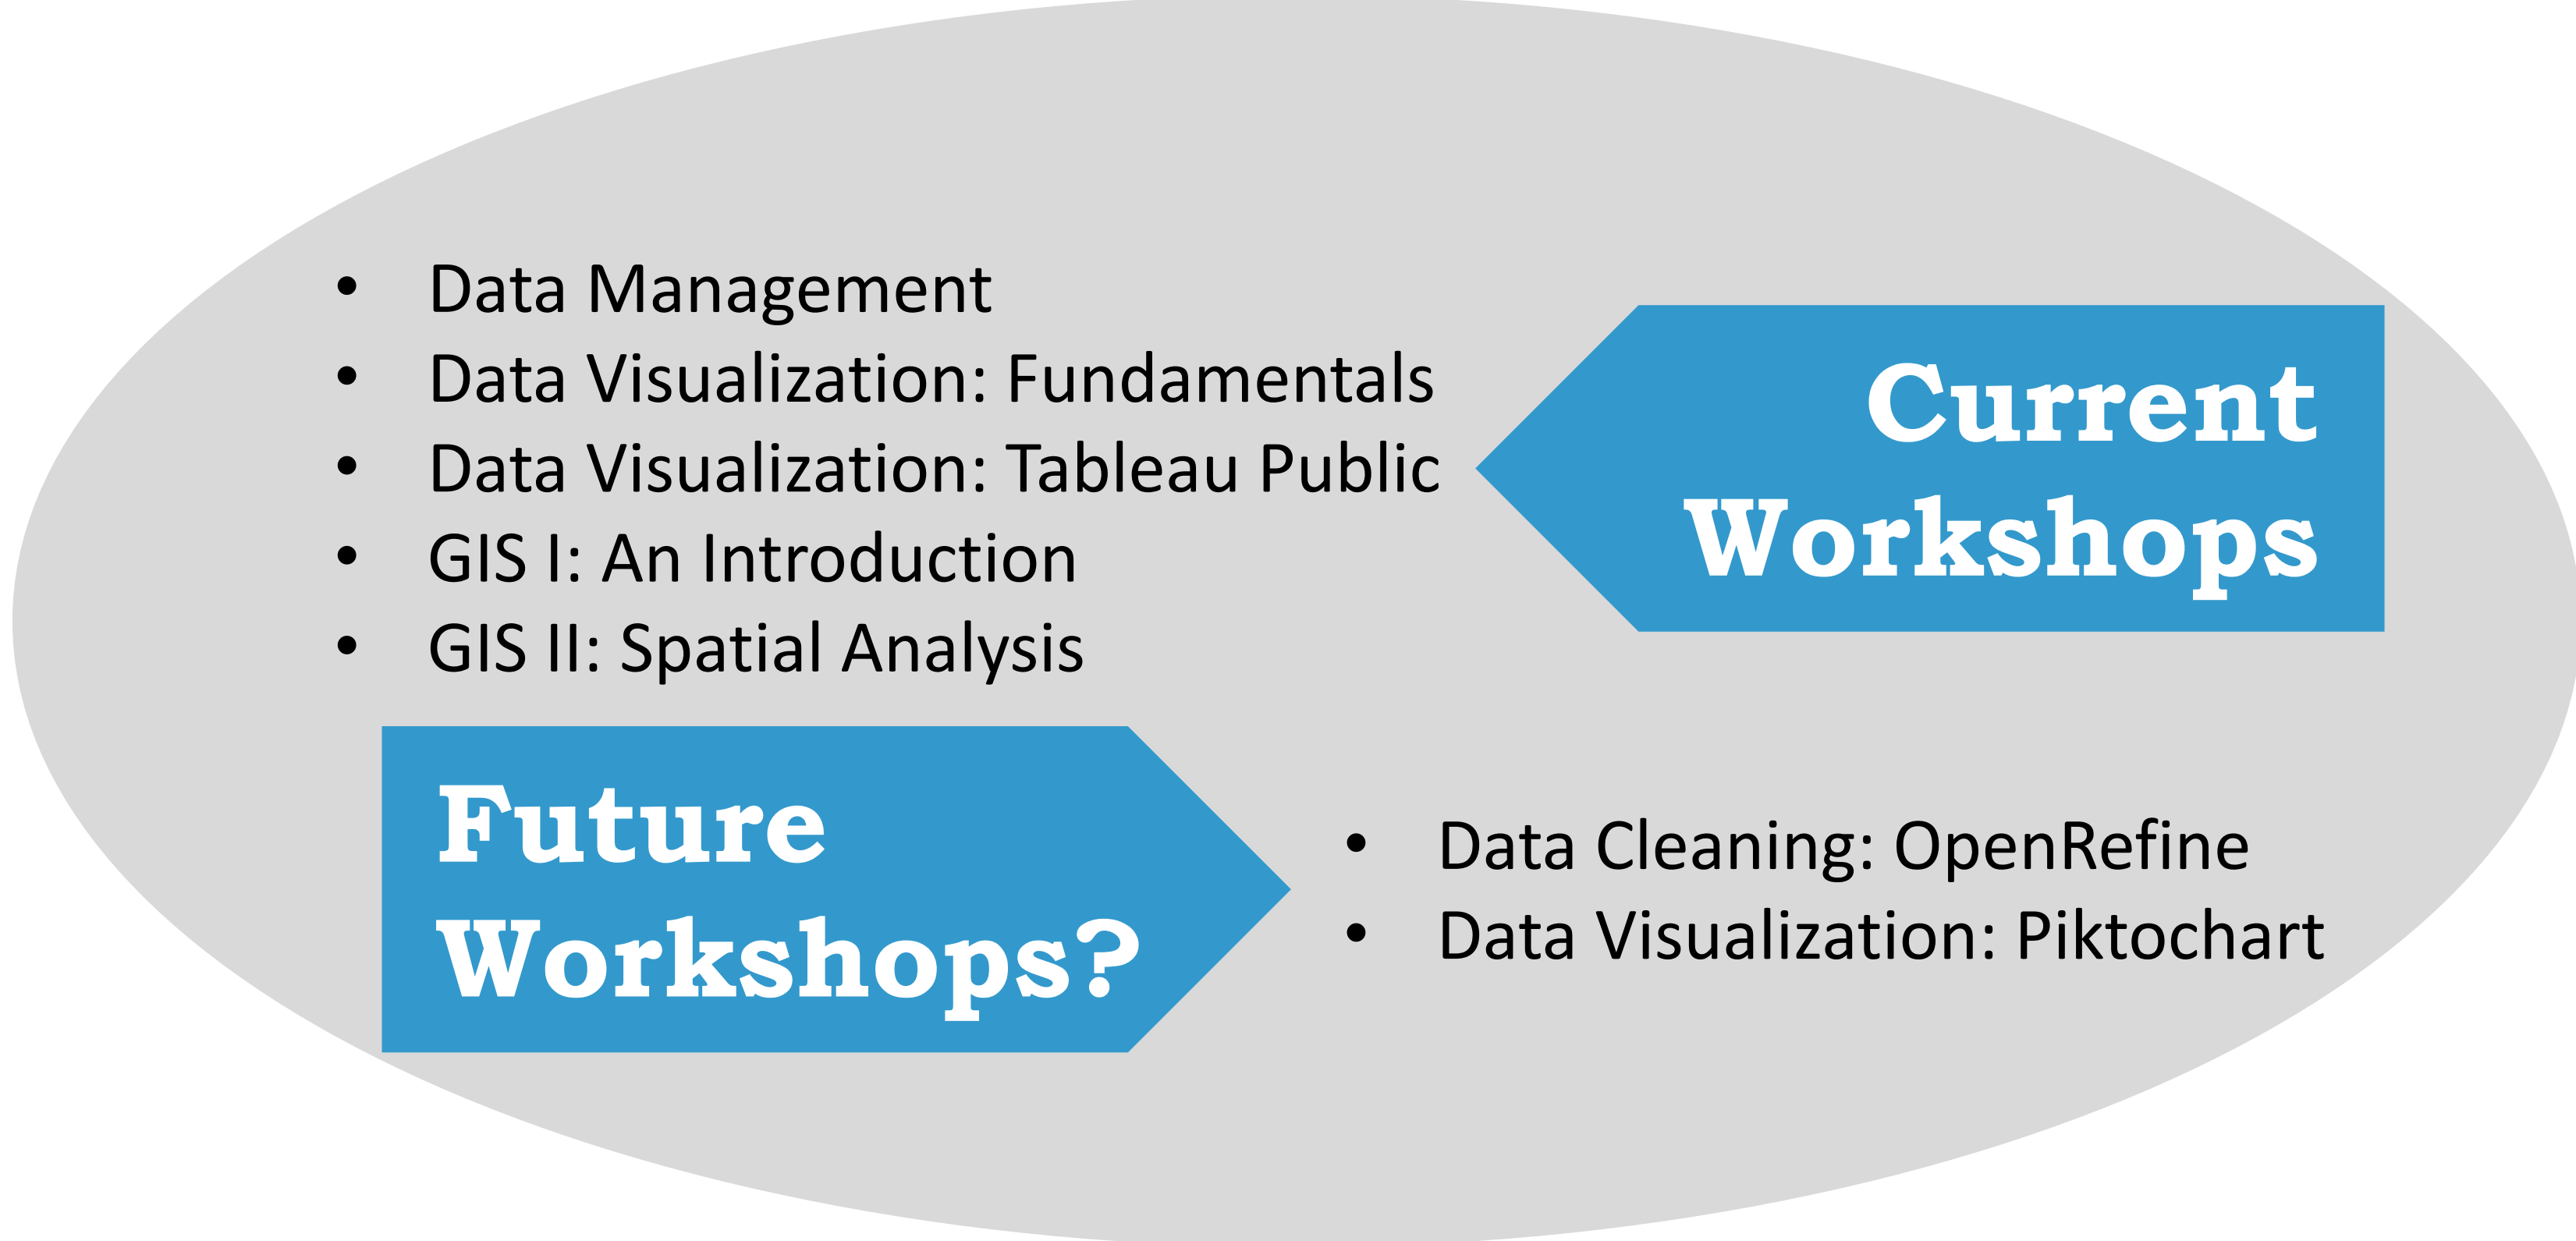 • Data Management
• Data Visualization: Fundamentals
• Data Visualization: Tableau Public
• GIS I: An Introduction
• GIS II: Spatial Analysis
Current
Workshops
Future
Workshops?
• Data Cleaning: OpenRefine
• Data Visualization: Piktochart